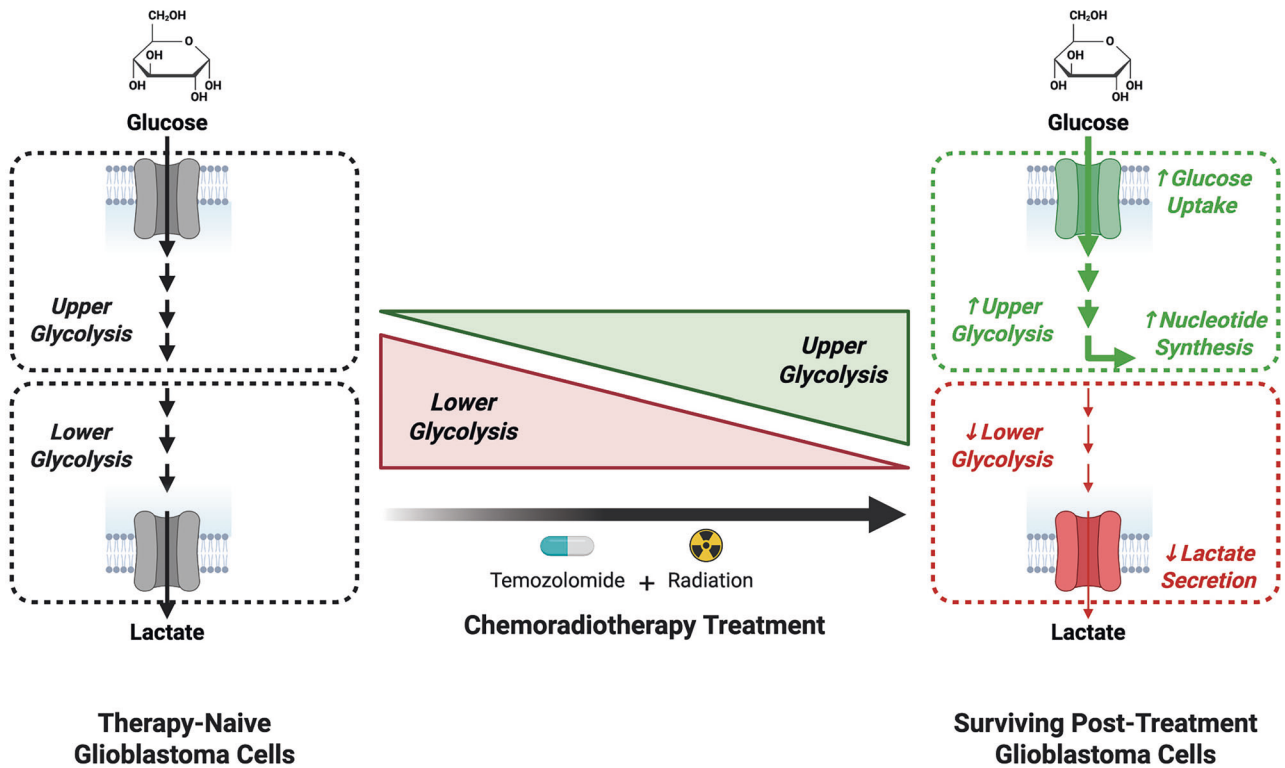 CH₂OH
O
OH
OH
OH
OH
Glucose
Upper
Glycolysis
Lower
Glycolysis
Lactate
Therapy-Naive
Glioblastoma Cells
Upper
Glycolysis
Lower
Glycolysis
Temozolomide + Radiation
Chemoradiotherapy Treatment
CH₂OH
O
OH
OH
OH
OH
Glucose
↑Glucose
Uptake
↑Upper
Glycolysis
↑Nucleotide
Synthesis
↓Lower
Glycolysis
↓Lactate
Secretion
Lactate
Surviving Post-Treatment
Glioblastoma Cells